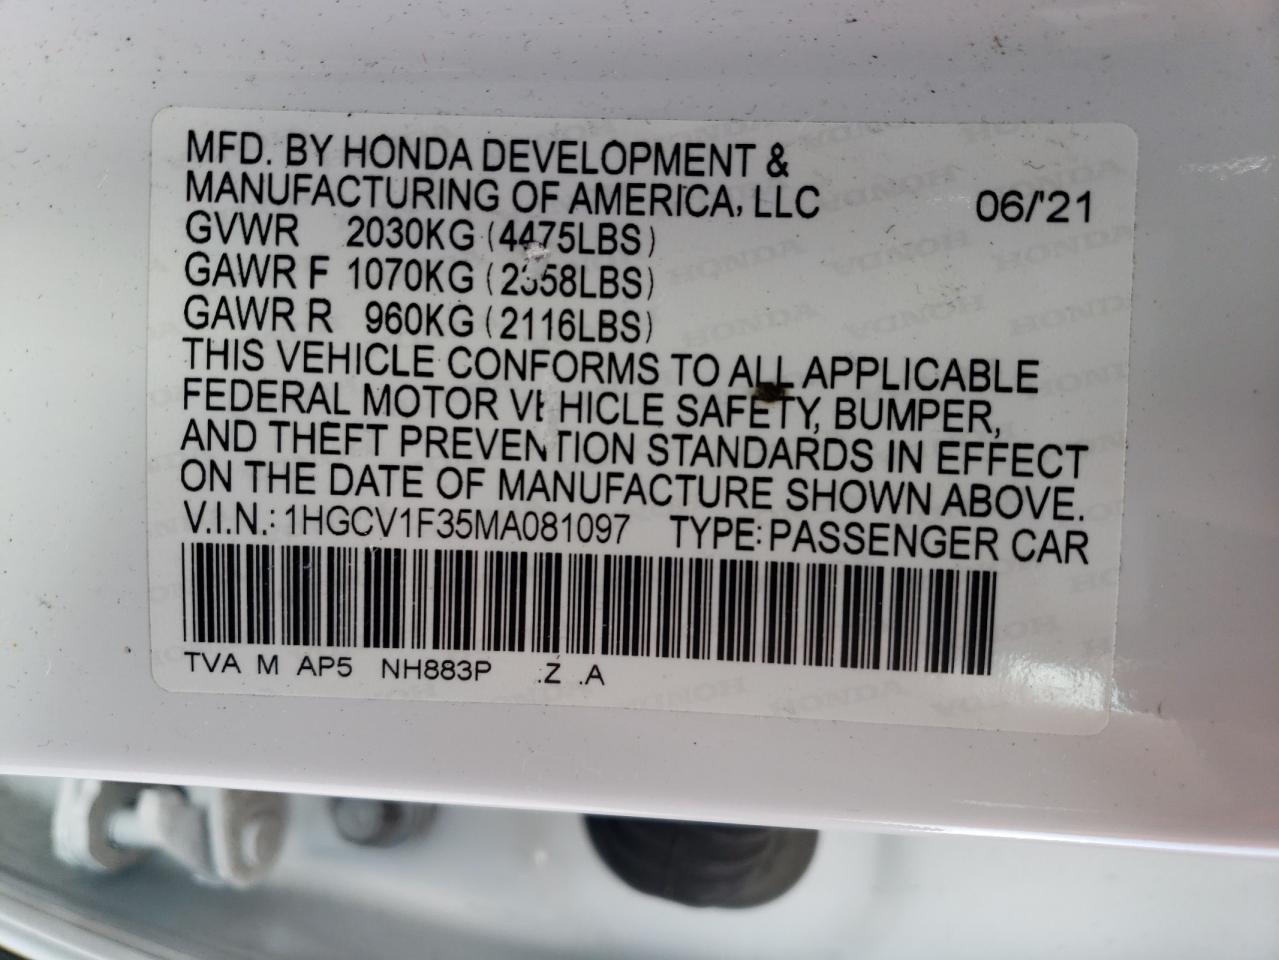 MFD. BY HONDA DEVELOPMENT &
MANUFACTURING OF AMERICA, LLC 06/'21
GVWR 2030KG (4475LBS)
GAWR F 1070KG (2358LBS)
GAWR R 960KG (2116LBS)
THIS VEHICLE CONFORMS TO ALL APPLICABLE
FEDERAL MOTOR VEHICLE SAFETY, BUMPER,
AND THEFT PREVENTION STANDARDS IN EFFECT
ON THE DATE OF MANUFACTURE SHOWN ABOVE.
V.I.N.: 1HGCV1F35MA081097 TYPE: PASSENGER CAR
TVA M AP5 NH883P .Z .A